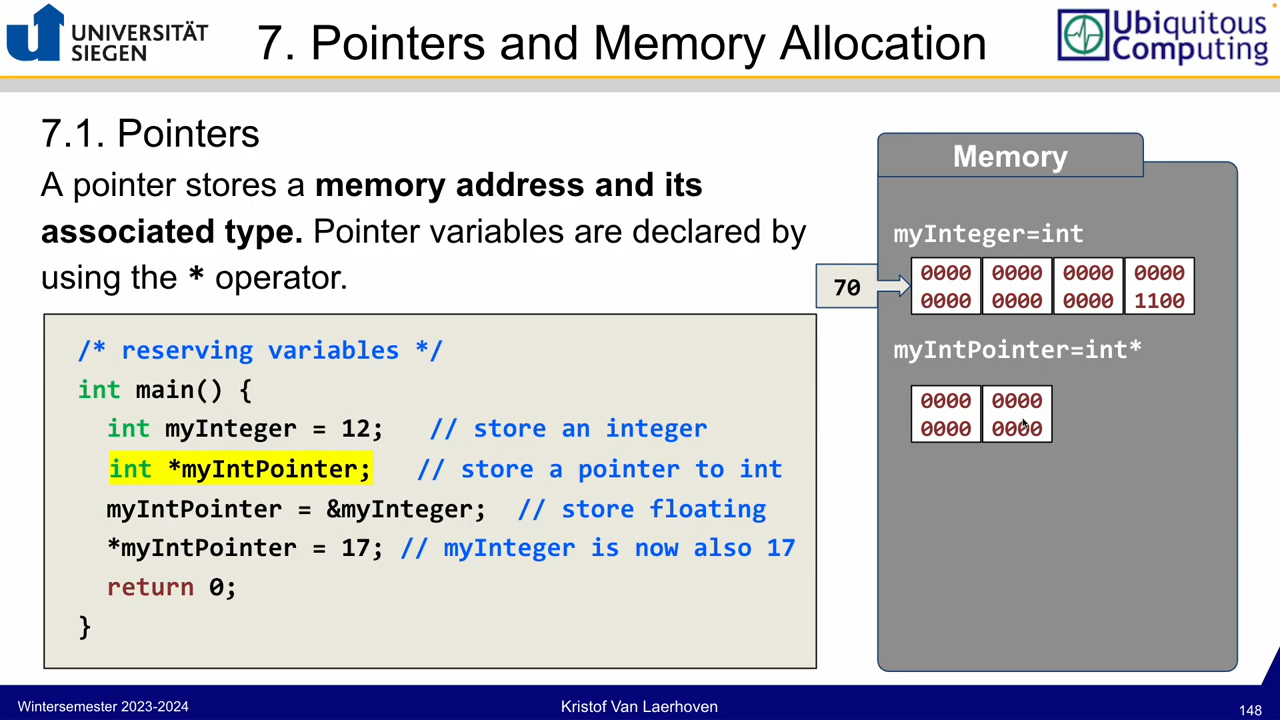 UNIVERSITÄT
SIEGEN
7. Pointers and Memory Allocation
Ubiquitous
Computing
7.1. Pointers
A pointer stores a memory address and its
associated type. Pointer variables are declared by
using the * operator.
/* reserving variables */
int main() {
int myInteger = 12; // store an integer
int *myIntPointer; // store a pointer to int
myIntPointer = &myInteger; // store floating
*myIntPointer = 17; // myInteger is now also 17
return 0;
}
Memory
myInteger=int
70
0000 0000 0000 0000
0000 0000 0000 1100
myIntPointer=int*
0000 0000
0000 0000
Wintersemester 2023-2024
Kristof Van Laerhoven
148